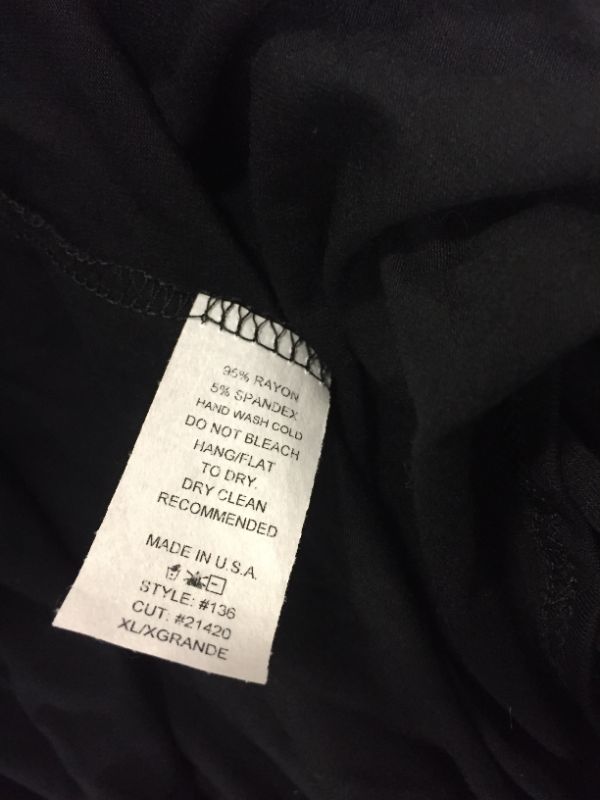 95% RAYON
5% SPANDEX
HAND WASH COLD
DO NOT BLEACH
HANG/FLAT
TO DRY.
DRY CLEAN
RECOMMENDED
MADE IN U.S.A.
STYLE: #136
CUT: #21420
XL/XGRANDE